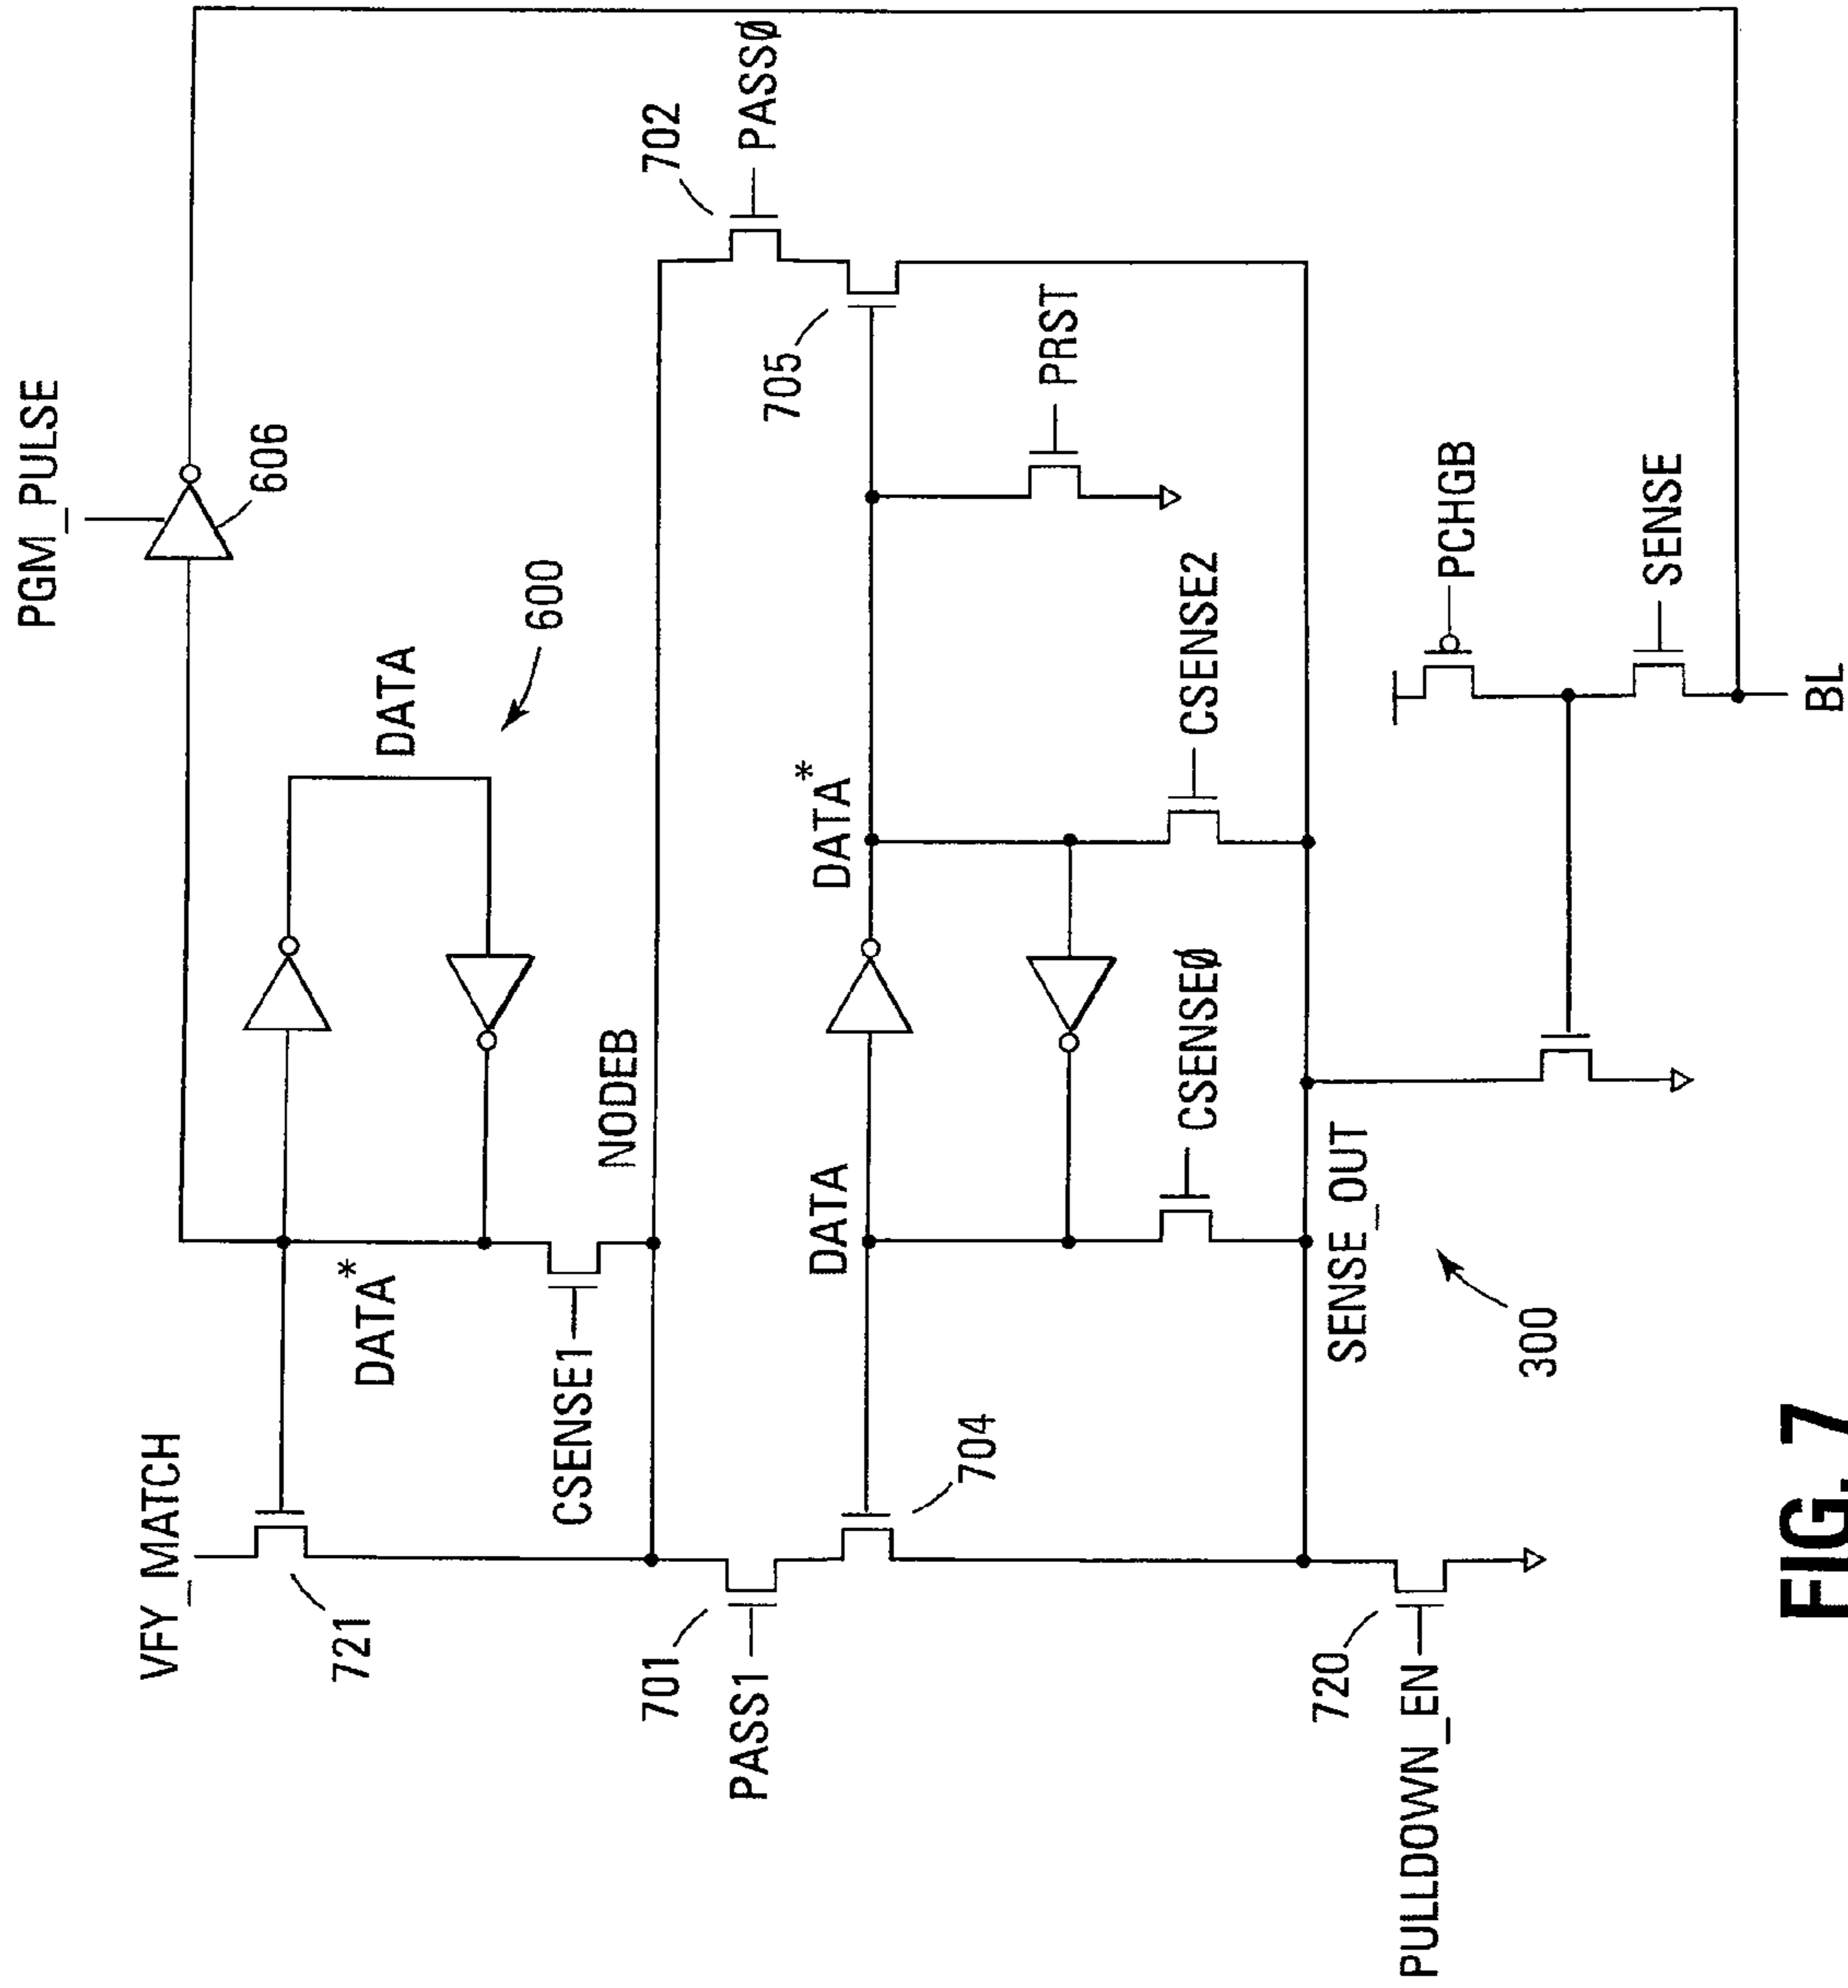 PGM_PULSE
606
VFY_MATCH
721
DATA*
DATA
600
CSENSE1
NODEB
702
PASS0
701
PASS1
704
DATA
DATA*
705
PRST
CSENSE0
CSENSE2
SENSE_OUT
720
PULLDOWN_EN
300
PCHGB
SENSE
BL
FIG. 7